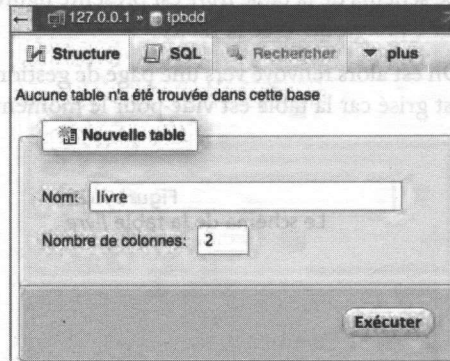 127.0.0.1 » tpbdd
Structure SQL Rechercher plus
Aucune table n'a été trouvée dans cette base
Nouvelle table
Nom: livre
Nombre de colonnes: 2
Exécuter